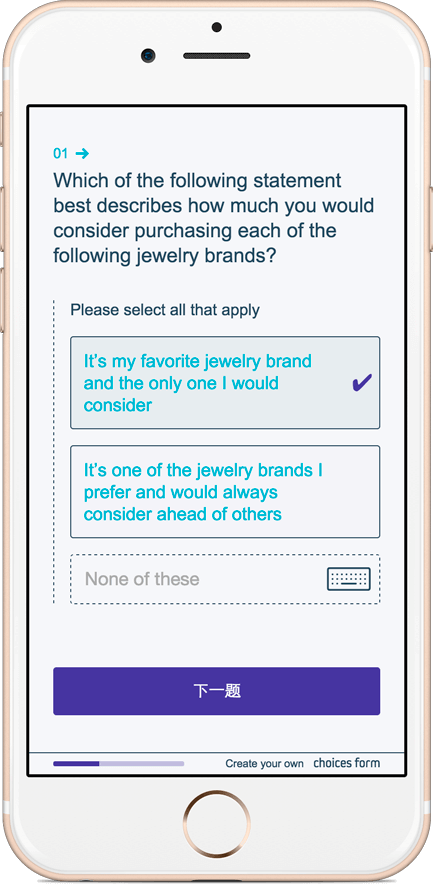 01
Which of the following statement
best describes how much you would
consider purchasing each of the
following jewelry brands?
Please select all that apply
It's my favorite jewelry brand
and the only one I would
consider
It's one of the jewelry brands I
prefer and would always
consider ahead of others
None of these
下一题
Create your own choices form